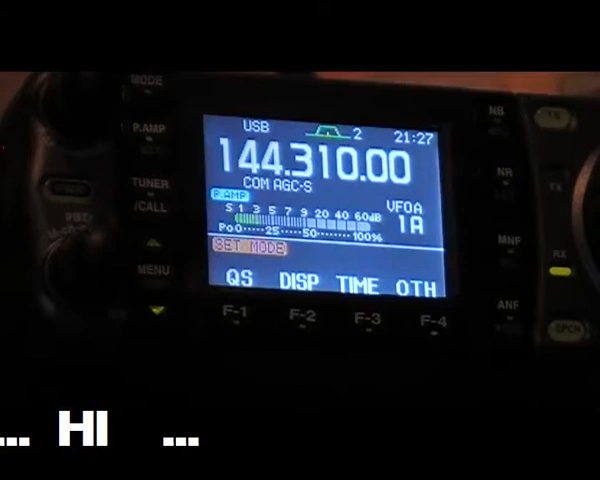 MODE
P.AMP
TUNER
/CALL
MENU
USB 2 21:27
144.310.00
COM AGC-S
P.AMP
S 1 3 5 7 9 20 40 60dB
Po0 25 50 100%
VFOA
1A
SET MODE
QS DISP TIME OTH
F-1 F-2 F-3 F-4
NB
NR
MNF
ANF
TX
RX
SPCH
... HI ...